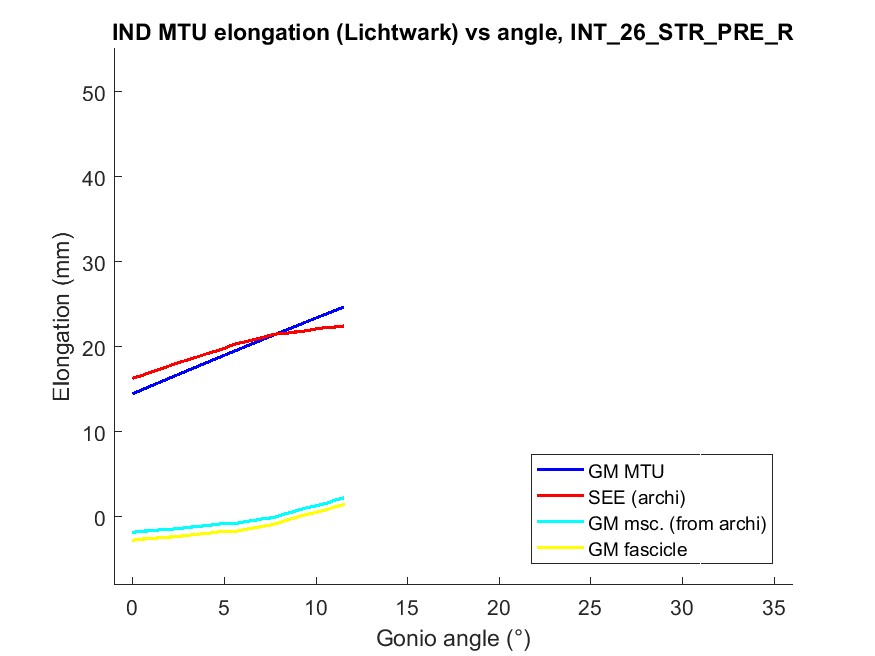 IND MTU elongation (Lichtwark) vs angle, INT_26_STR_PRE_R
50
40
30
20
10
0
Elongation (mm)
GM MTU
SEE (archi)
GM msc. (from archi)
GM fascicle
0 5 10 15 20 25 30 35
Gonio angle (°)